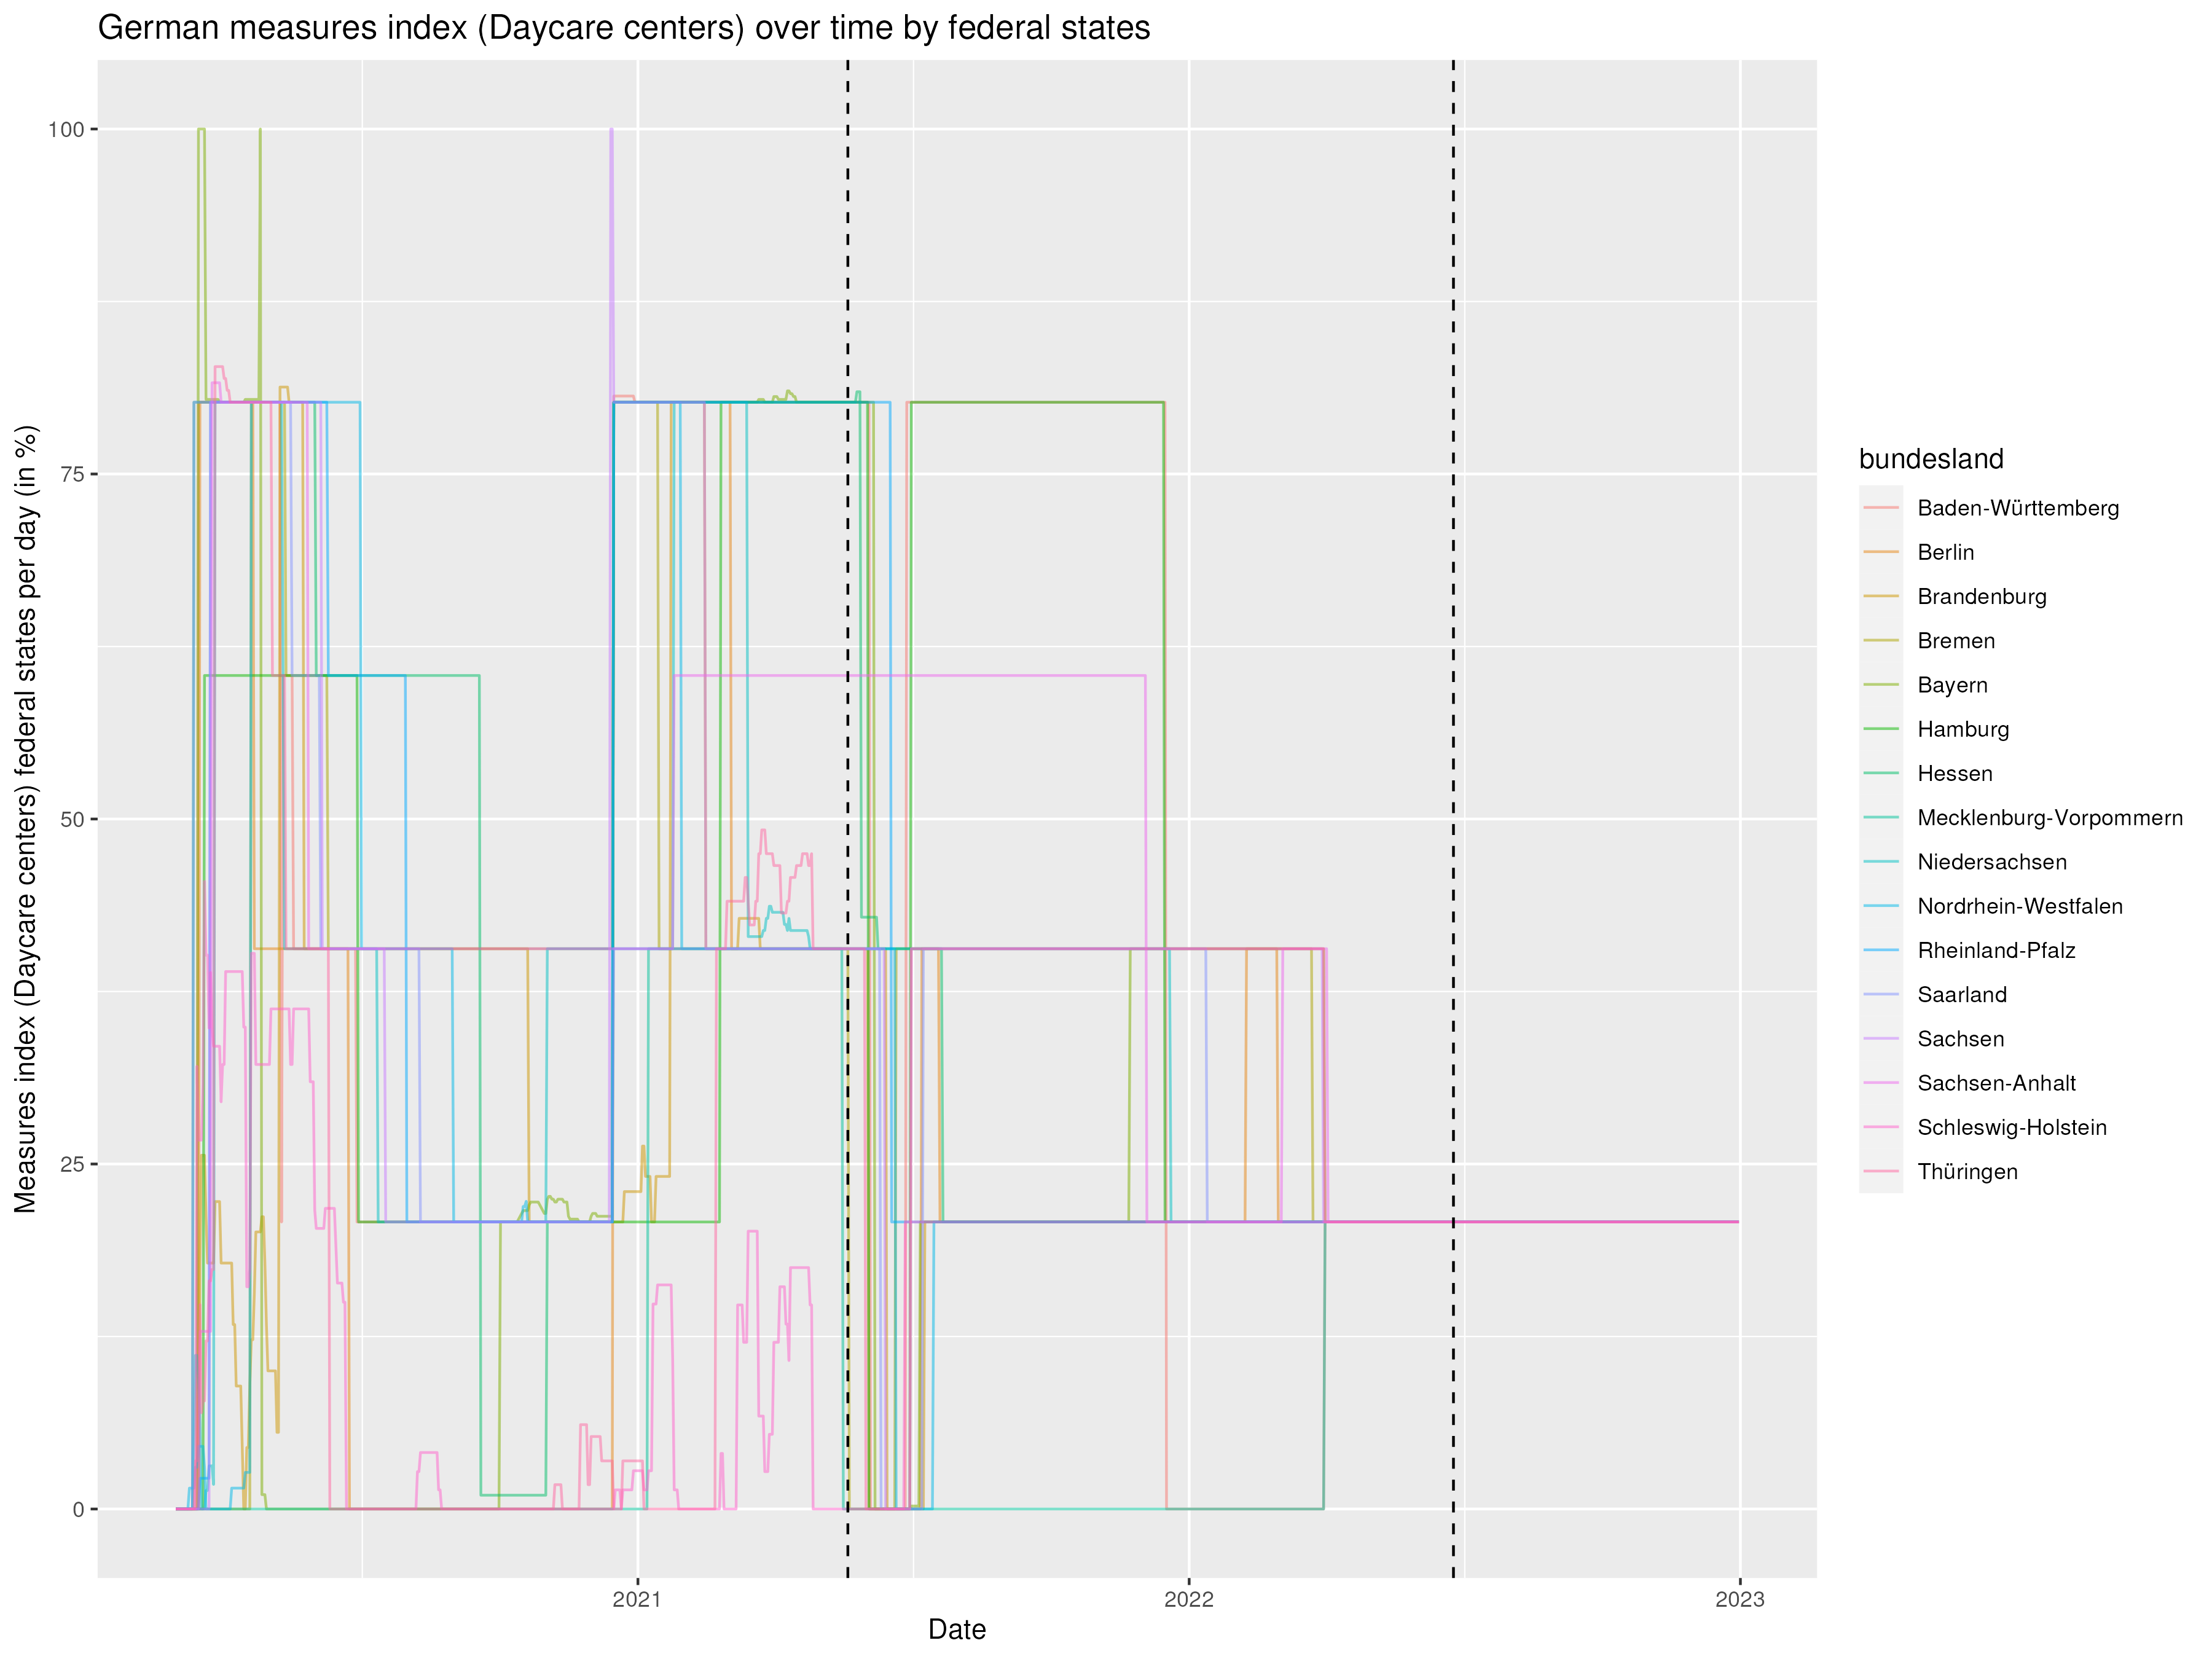 German measures index (Daycare centers) over time by federal states
Measures index (Daycare centers) federal states per day (in %)
100
75
50
25
0
2021
2022
2023
Date
bundesland
Baden-Württemberg
Berlin
Brandenburg
Bremen
Bayern
Hamburg
Hessen
Mecklenburg-Vorpommern
Niedersachsen
Nordrhein-Westfalen
Rheinland-Pfalz
Saarland
Sachsen
Sachsen-Anhalt
Schleswig-Holstein
Thüringen